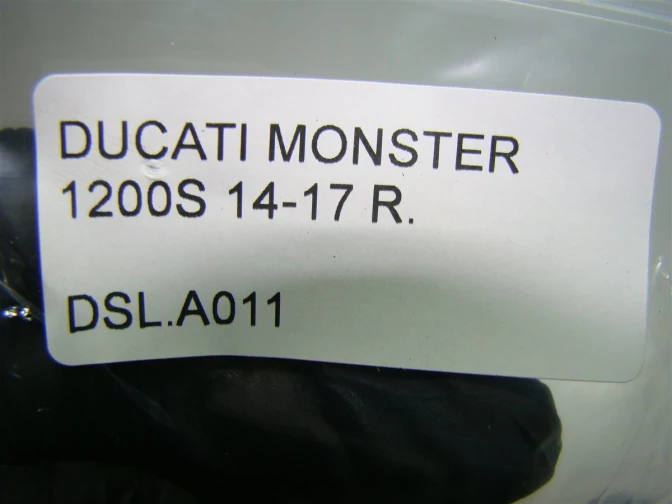 DUCATI MONSTER
1200S 14-17 R.
DSL.A011